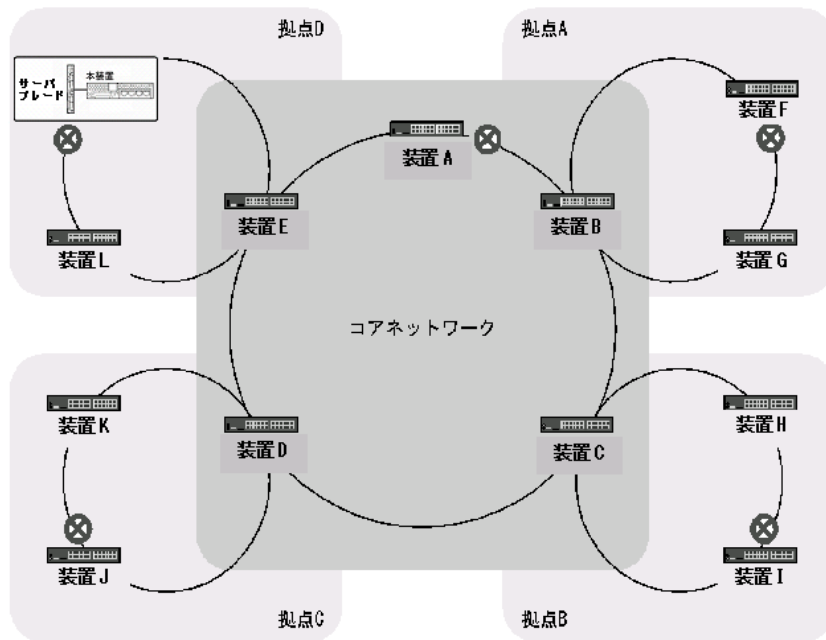 拠点D
拠点A
サーバ
ブレード
本装置
装置F
装置A
装置E
装置B
装置L
装置G
コアネットワーク
装置K
装置H
装置D
装置C
装置J
装置I
拠点C
拠点B